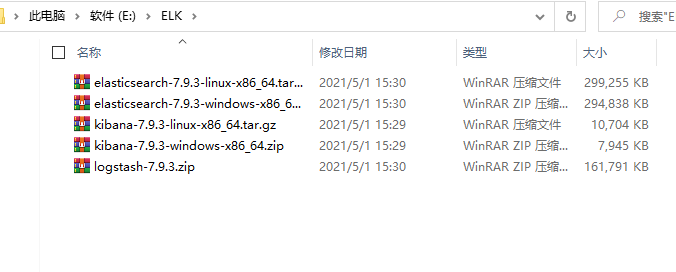 此电脑 › 软件 (E:) › ELK 搜索"E
名称 修改日期 类型 大小
elasticsearch-7.9.3-linux-x86_64.tar... 2021/5/1 15:30 WinRAR 压缩文件 299,255 KB
elasticsearch-7.9.3-windows-x86_6... 2021/5/1 15:30 WinRAR ZIP 压缩... 294,838 KB
kibana-7.9.3-linux-x86_64.tar.gz 2021/5/1 15:29 WinRAR 压缩文件 10,704 KB
kibana-7.9.3-windows-x86_64.zip 2021/5/1 15:29 WinRAR ZIP 压缩... 7,945 KB
logstash-7.9.3.zip 2021/5/1 15:30 WinRAR ZIP 压缩... 161,791 KB